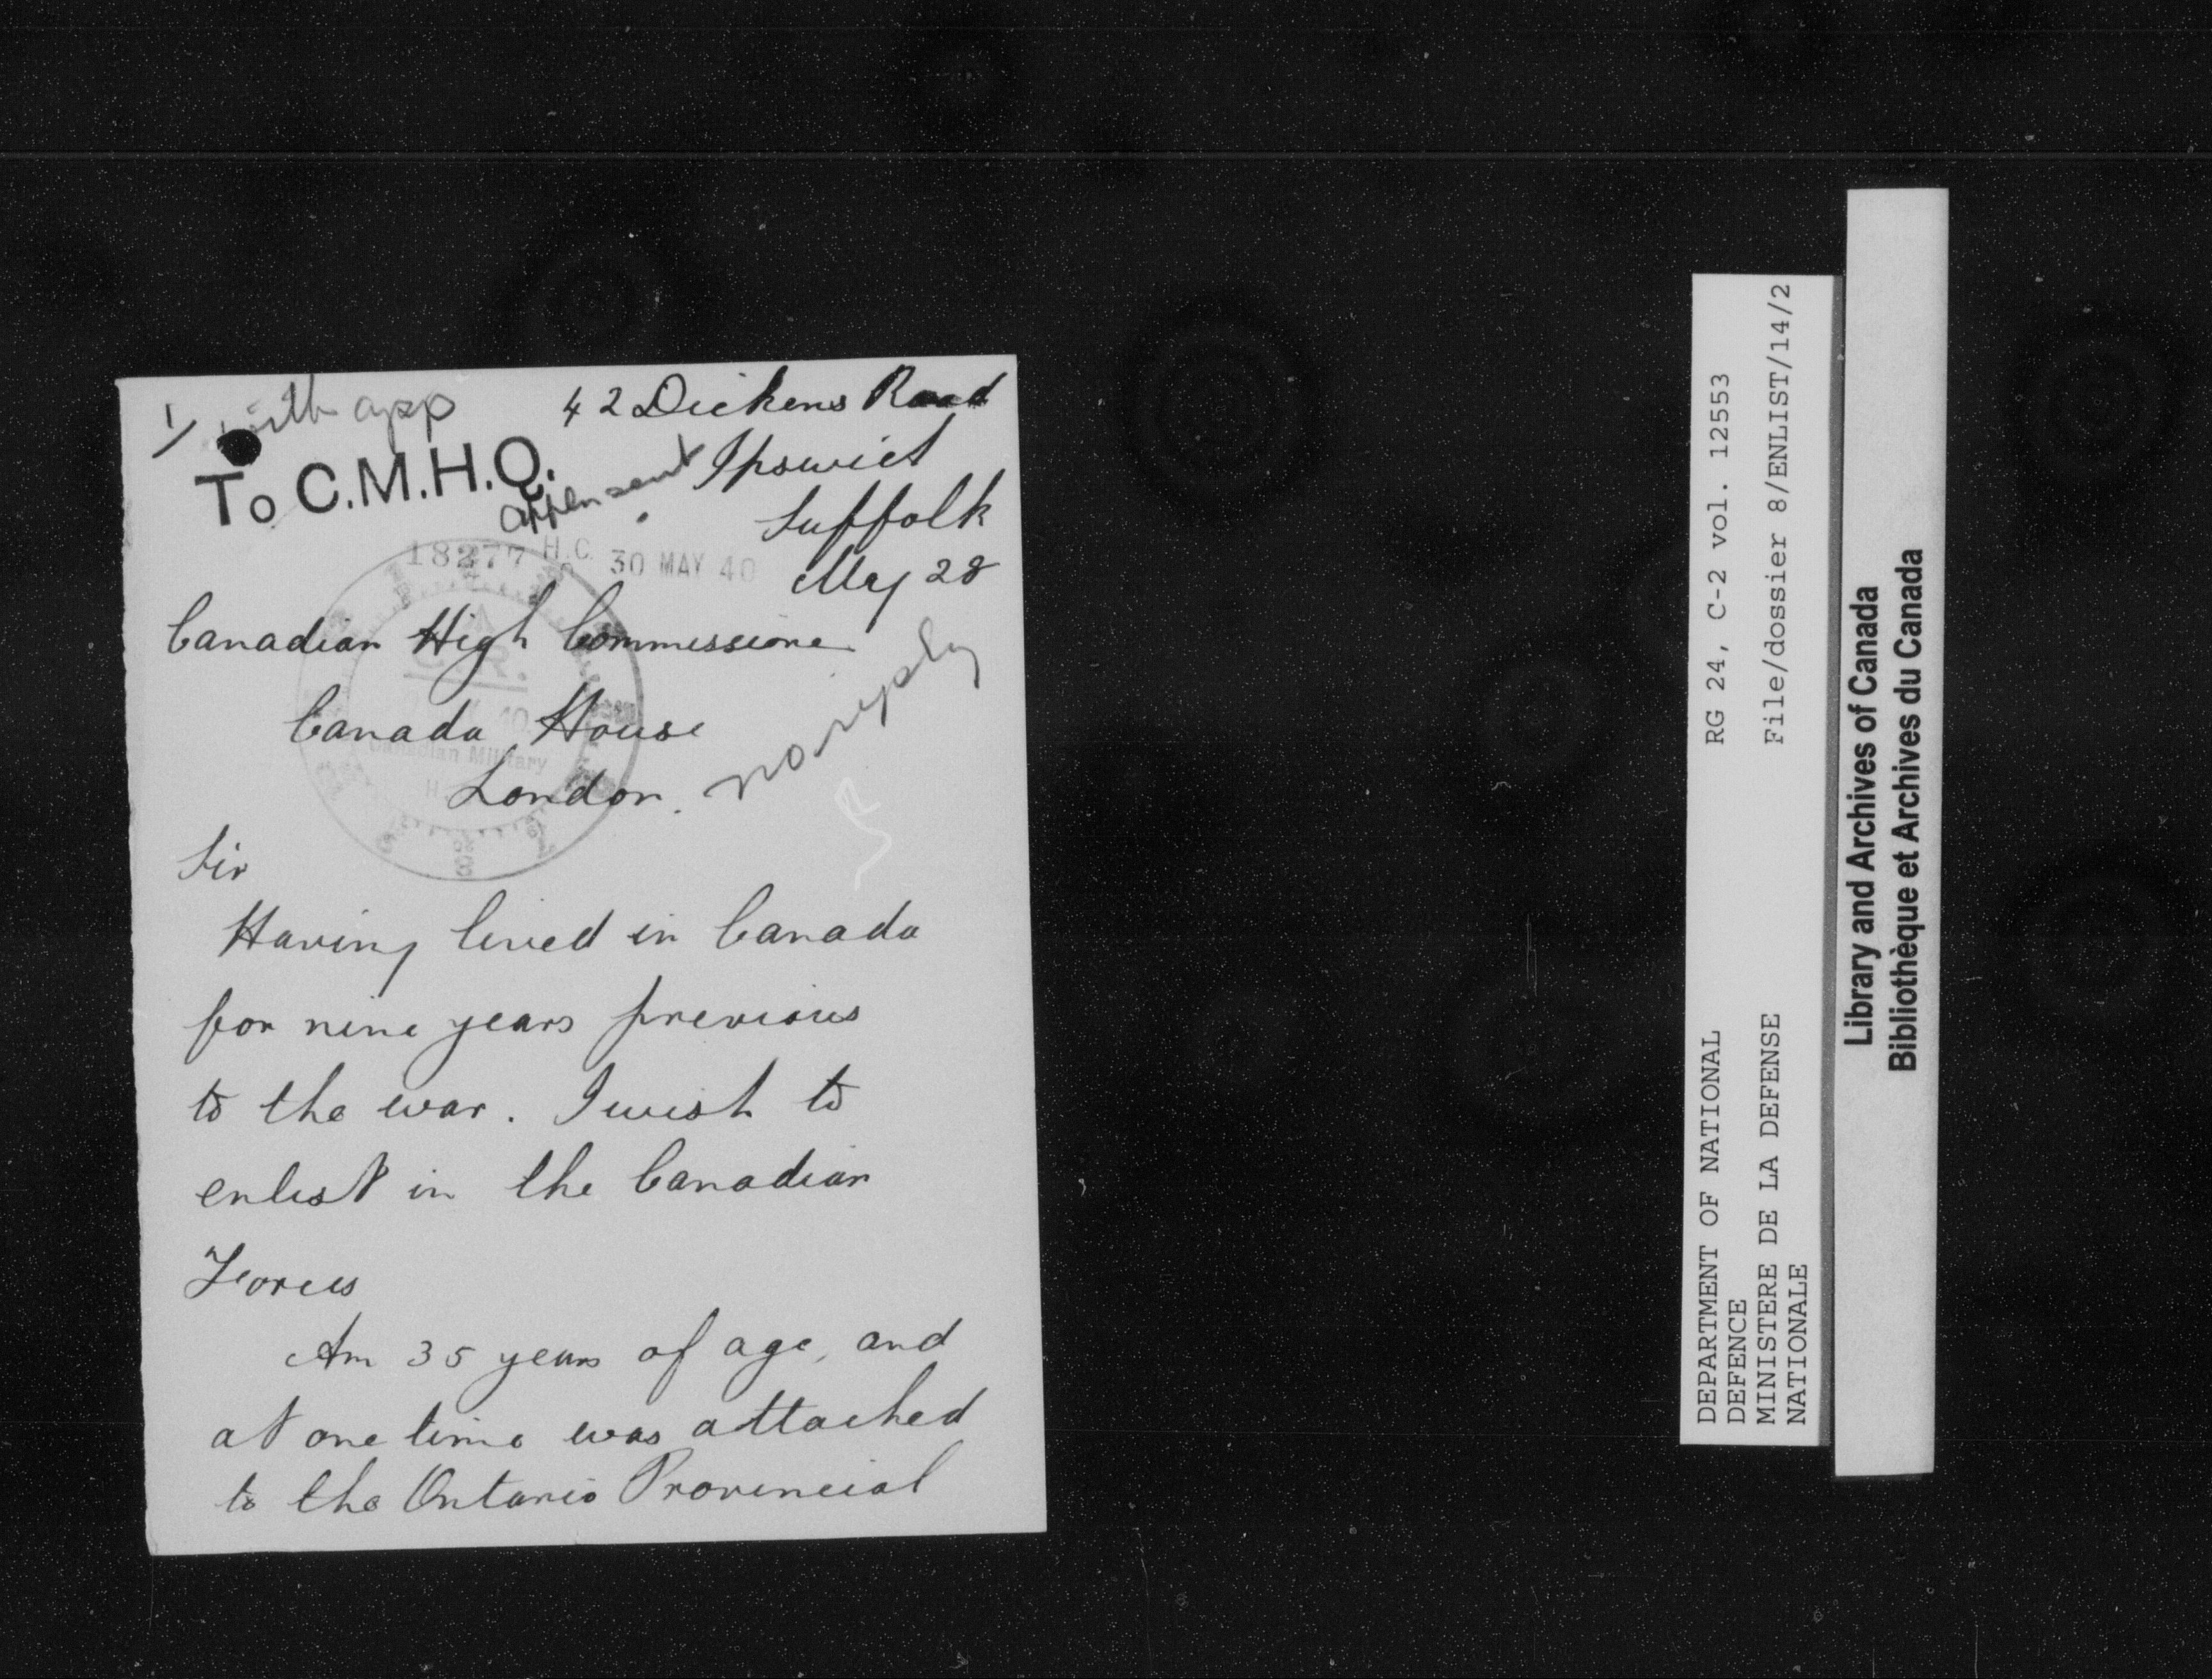 1/ with app
42 Dickens Road
To C.M.H.Q.
appen sent
Ipswich
Suffolk
18277 H.C. 30 MAY 40
May 28
Canadian High Commissione
C.R.
Canada House
Canadian Military
London.
no reply
Sir
Having lived in Canada
for nine years previous
to the war. I wish to
enlist in the Canadian
Forces
Am 35 years of age, and
at one time was attached
to the Ontario Provincial
DEPARTMENT OF NATIONAL
DEFENCE
MINISTERE DE LA DEFENSE
NATIONALE
RG 24, C-2 vol. 12553
File/dossier 8/ENLIST/14/2
Library and Archives of Canada
Bibliothèque et Archives du Canada